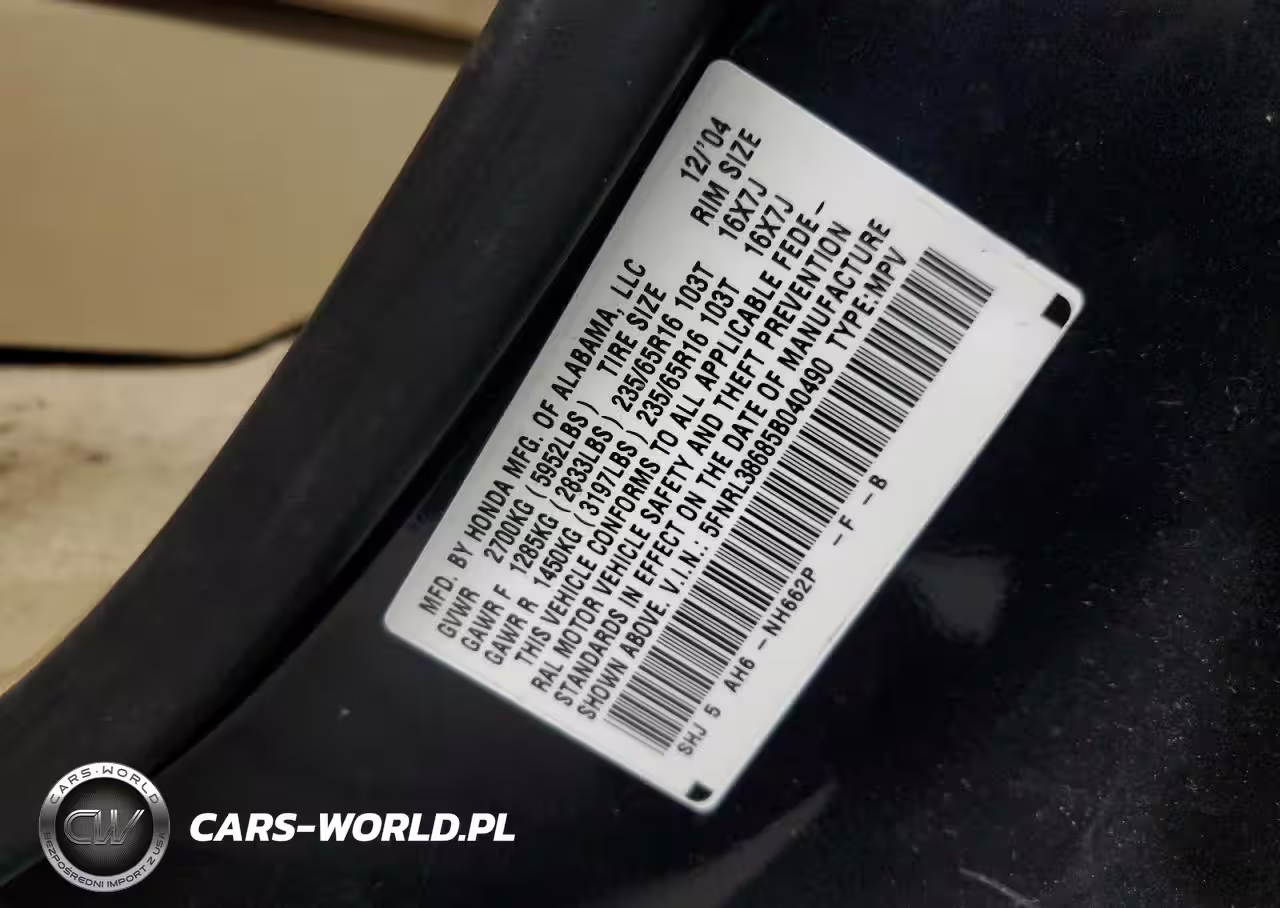 MFD. BY HONDA MFG. OF ALABAMA, LLC 12/'04
GVWR 2700KG ( 5952LBS ) TIRE SIZE RIM SIZE
GAWR F 1285KG ( 2833LBS ) 235/65R16 103T 16X7J
GAWR R 1450KG ( 3197LBS ) 235/65R16 103T 16X7J
THIS VEHICLE CONFORMS TO ALL APPLICABLE FEDE-
RAL MOTOR VEHICLE SAFETY AND THEFT PREVENTION
STANDARDS IN EFFECT ON THE DATE OF MANUFACTURE
SHOWN ABOVE. V.I.N.: 5FNRL38685B040490 TYPE:MPV
SHJ 5 AH6 -NH662P -F -B
CARS-WORLD
CW
BEZPOŚREDNI IMPORT Z USA
CARS-WORLD.PL